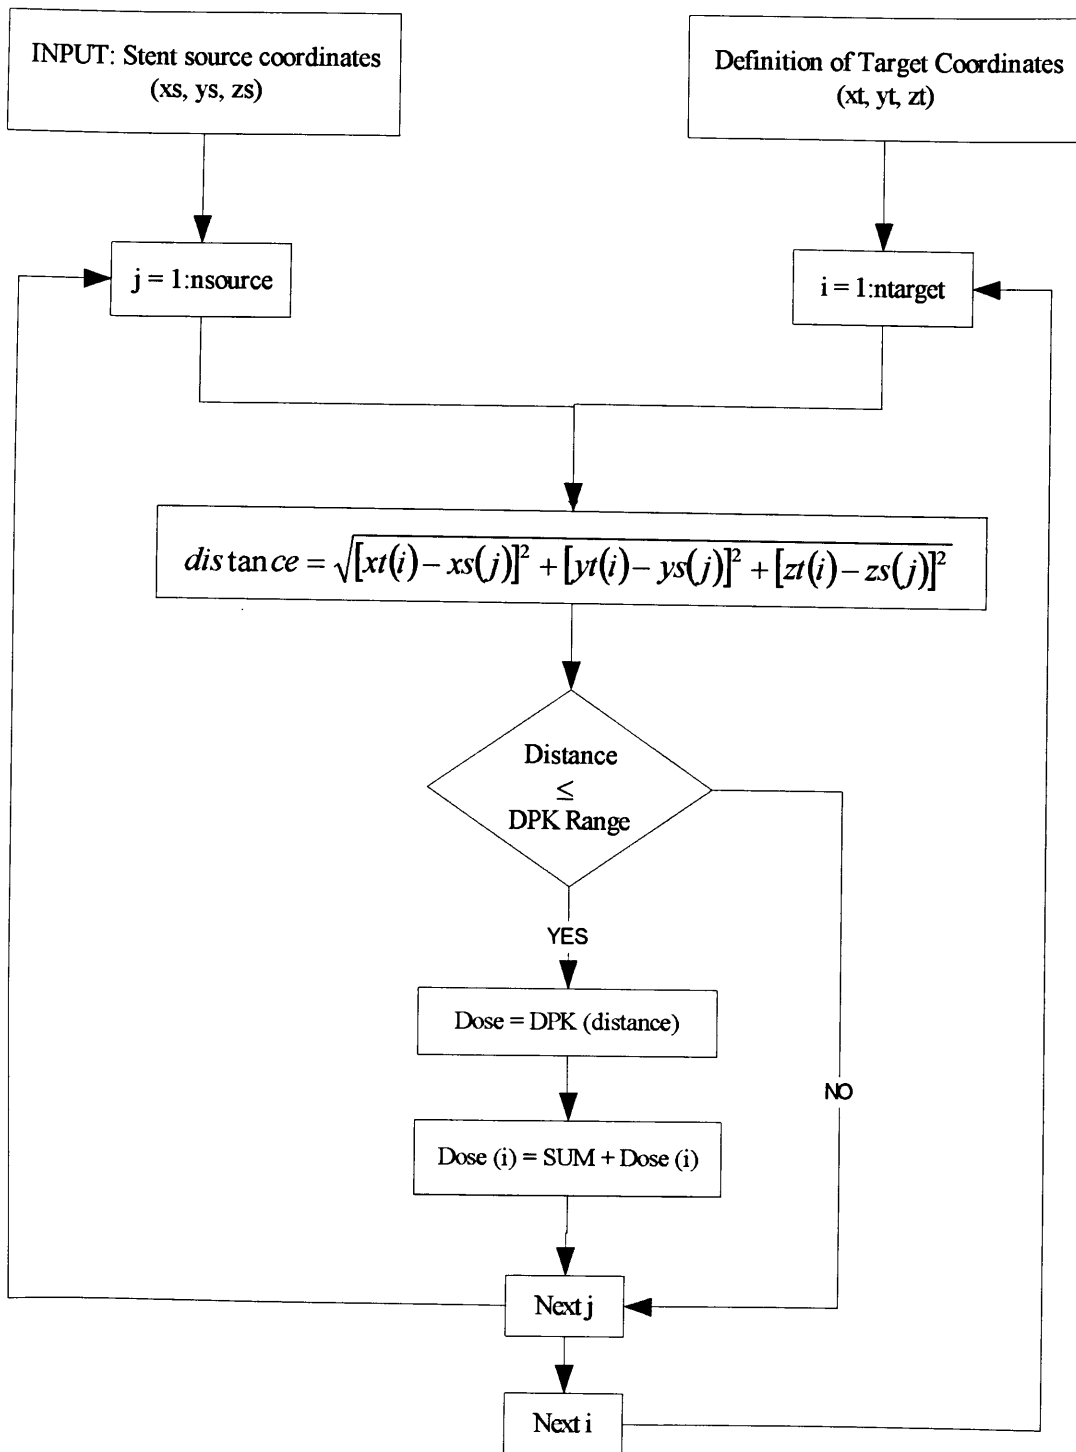 INPUT: Stent source coordinates
(xs, ys, zs)
Definition of Target Coordinates
(xt, yt, zt)
j = 1:nsource
i = 1:ntarget
distance = √[xt(i) − xs(j)]² + [yt(i) − ys(j)]² + [zt(i) − zs(j)]²
Distance
≤
DPK Range
YES
Dose = DPK (distance)
NO
Dose (i) = SUM + Dose (i)
Next j
Next i